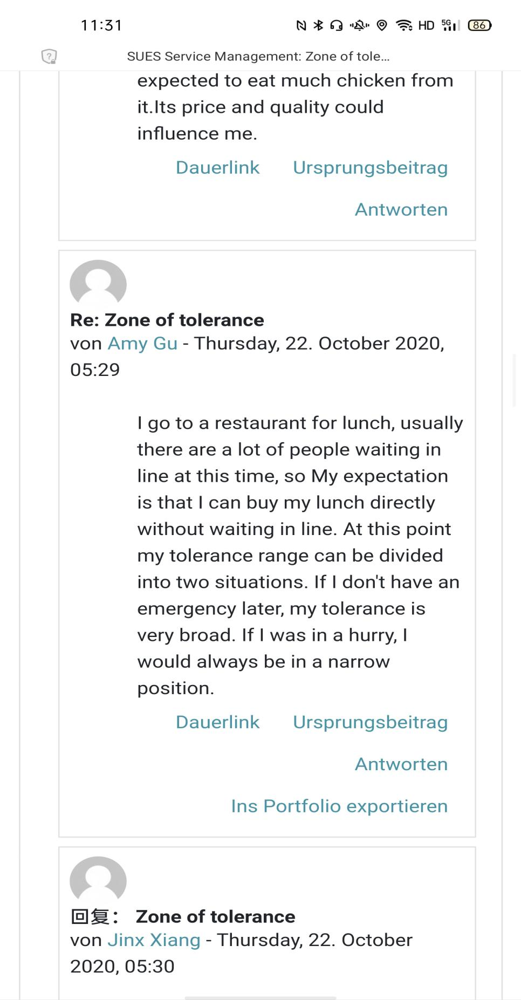 11:31
HD 5G 86
SUES Service Management: Zone of tole...
expected to eat much chicken from
it.Its price and quality could
influence me.
Dauerlink Ursprungsbeitrag
Antworten
Re: Zone of tolerance
von Amy Gu - Thursday, 22. October 2020,
05:29
I go to a restaurant for lunch, usually
there are a lot of people waiting in
line at this time, so My expectation
is that I can buy my lunch directly
without waiting in line. At this point
my tolerance range can be divided
into two situations. If I don't have an
emergency later, my tolerance is
very broad. If I was in a hurry, I
would always be in a narrow
position.
Dauerlink Ursprungsbeitrag
Antworten
Ins Portfolio exportieren
回复： Zone of tolerance
von Jinx Xiang - Thursday, 22. October
2020, 05:30